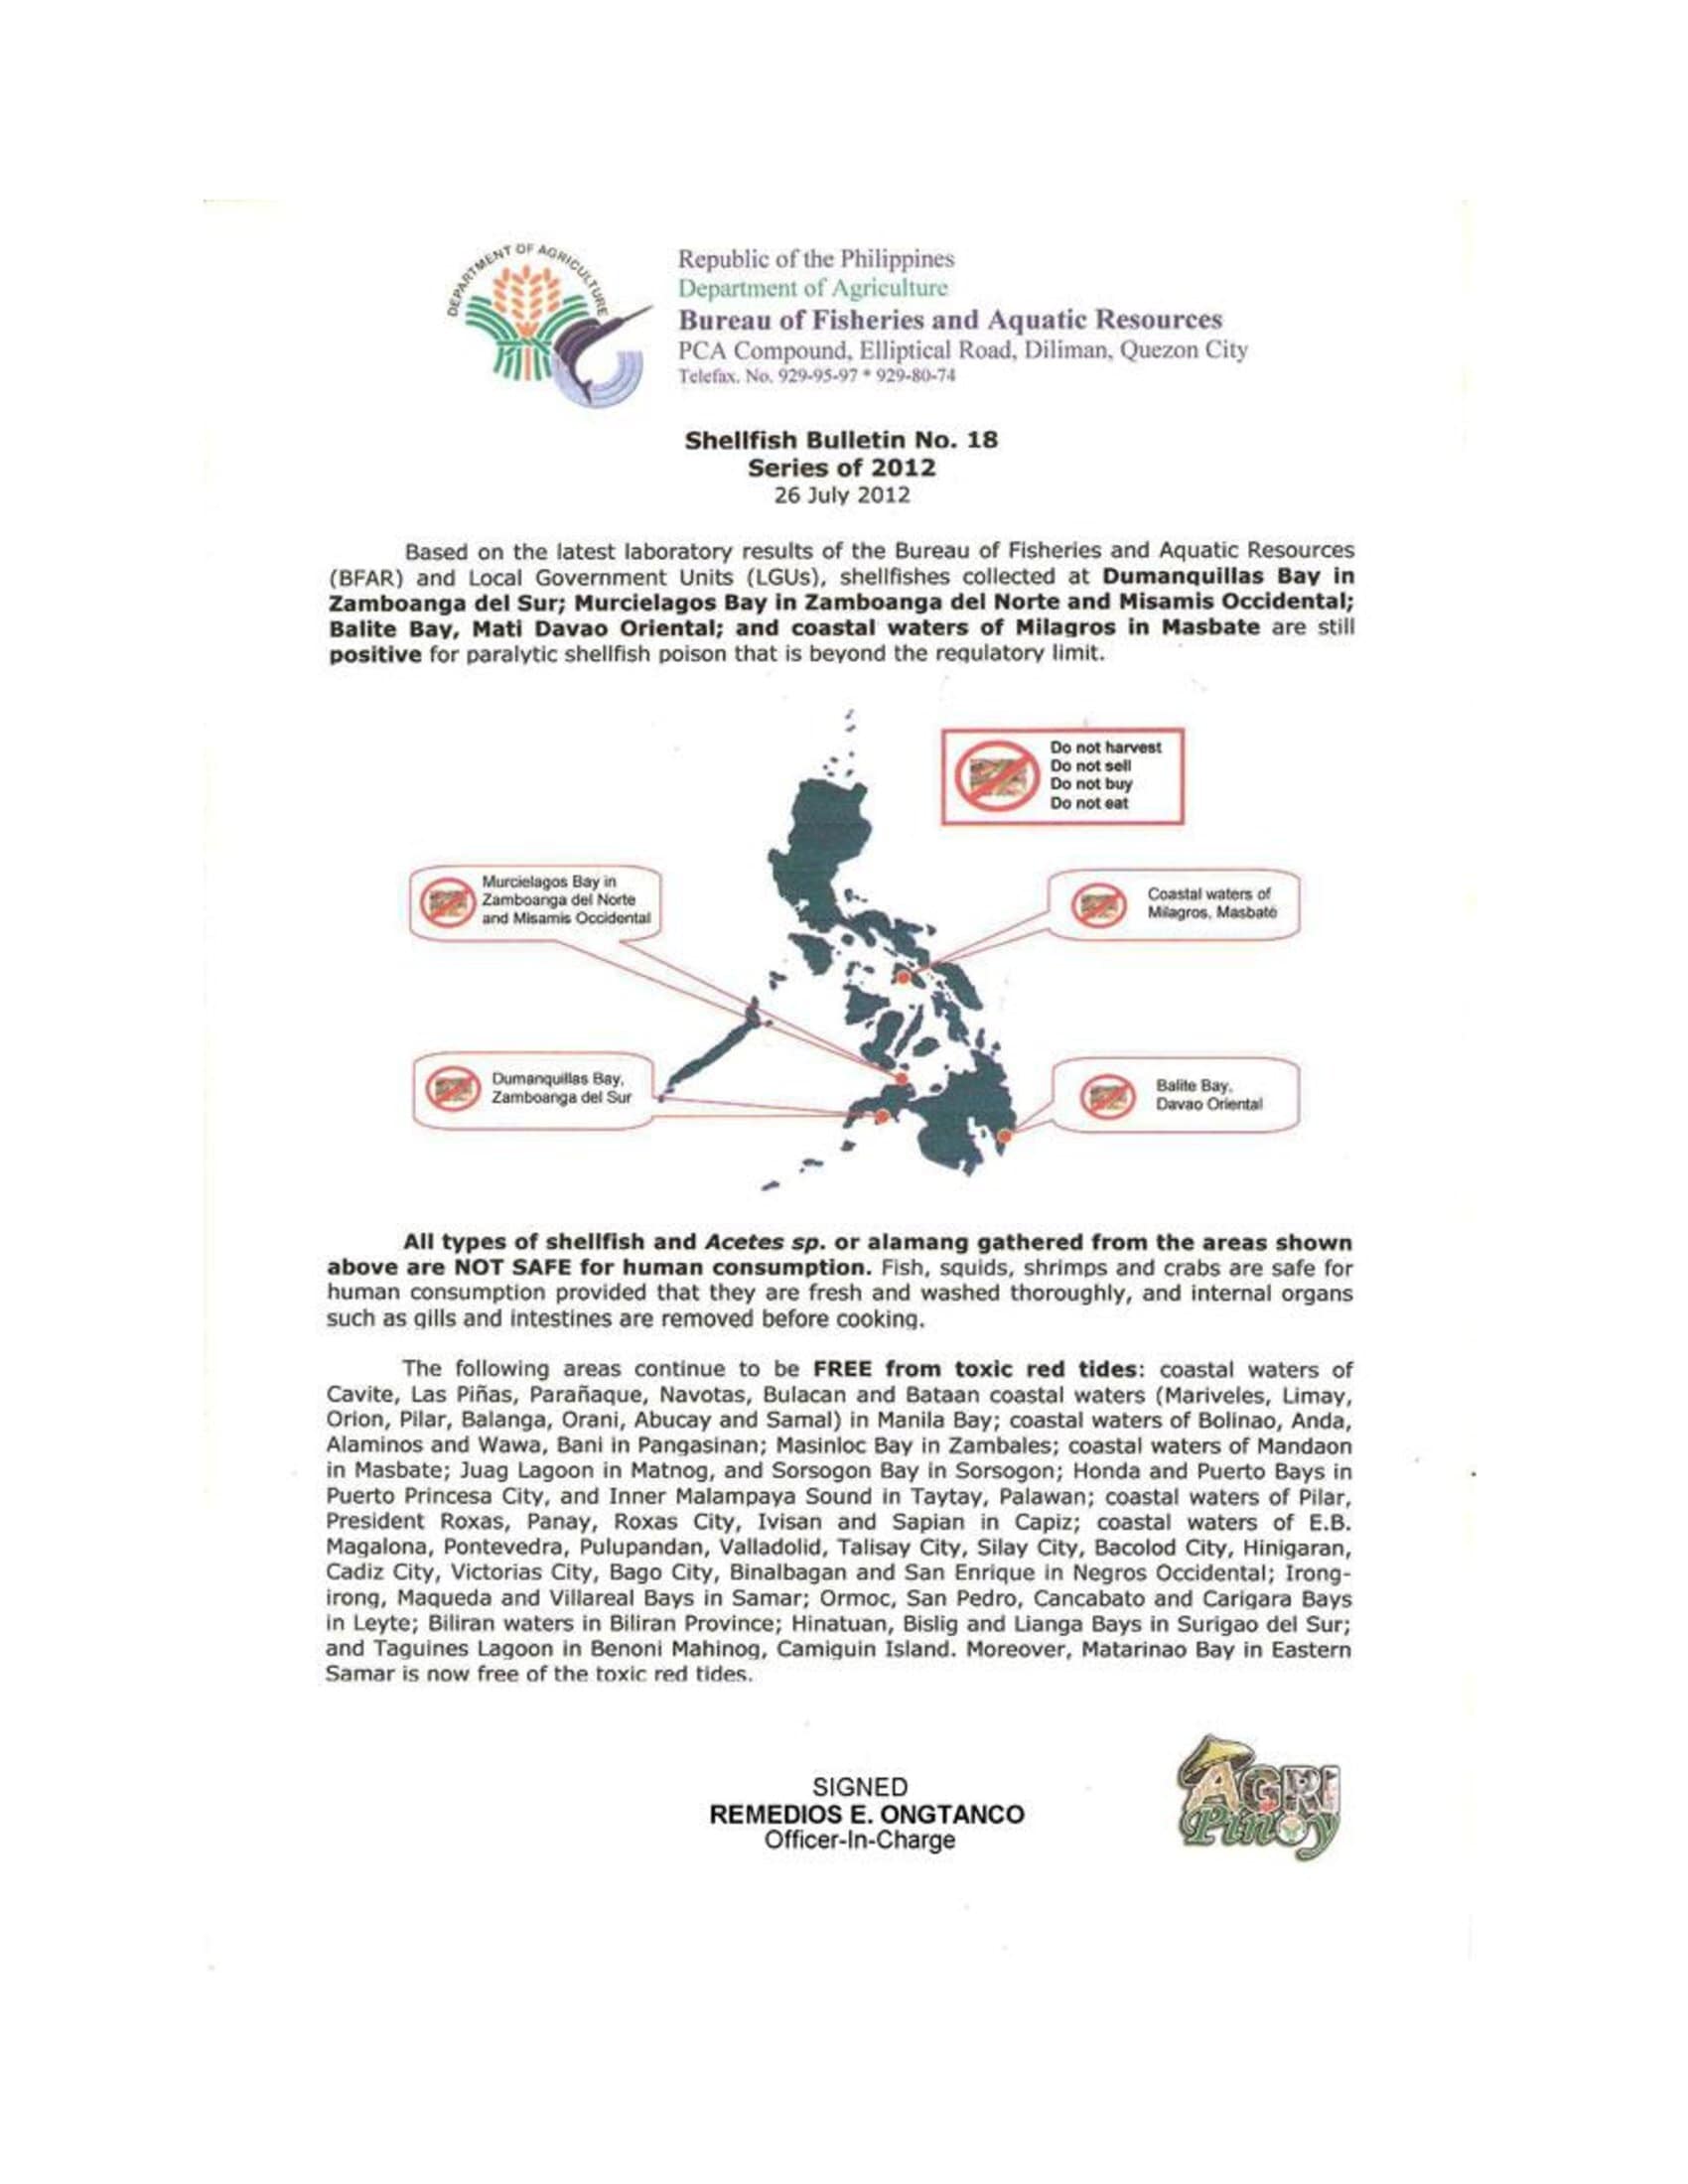 DEPARTMENT OF AGRICULTURE
Republic of the Philippines
Department of Agriculture
Bureau of Fisheries and Aquatic Resources
PCA Compound, Elliptical Road, Diliman, Quezon City
Telefax. No. 929-95-97 * 929-80-74
Shellfish Bulletin No. 18
Series of 2012
26 July 2012
Based on the latest laboratory results of the Bureau of Fisheries and Aquatic Resources
(BFAR) and Local Government Units (LGUs), shellfishes collected at Dumanquillas Bay in
Zamboanga del Sur; Murcielagos Bay in Zamboanga del Norte and Misamis Occidental;
Balite Bay, Mati Davao Oriental; and coastal waters of Milagros in Masbate are still
positive for paralytic shellfish poison that is beyond the regulatory limit.
Do not harvest
Do not sell
Do not buy
Do not eat
Murcielagos Bay in
Zamboanga del Norte
and Misamis Occidental
Coastal waters of
Milagros, Masbate
Dumanquillas Bay,
Zamboanga del Sur
Balite Bay,
Davao Oriental
All types of shellfish and Acetes sp. or alamang gathered from the areas shown
above are NOT SAFE for human consumption. Fish, squids, shrimps and crabs are safe for
human consumption provided that they are fresh and washed thoroughly, and internal organs
such as gills and intestines are removed before cooking.
The following areas continue to be FREE from toxic red tides: coastal waters of
Cavite, Las Piñas, Parañaque, Navotas, Bulacan and Bataan coastal waters (Mariveles, Limay,
Orion, Pilar, Balanga, Orani, Abucay and Samal) in Manila Bay; coastal waters of Bolinao, Anda,
Alaminos and Wawa, Bani in Pangasinan; Masinloc Bay in Zambales; coastal waters of Mandaon
in Masbate; Juag Lagoon in Matnog, and Sorsogon Bay in Sorsogon; Honda and Puerto Bays in
Puerto Princesa City, and Inner Malampaya Sound in Taytay, Palawan; coastal waters of Pilar,
President Roxas, Panay, Roxas City, Ivisan and Sapian in Capiz; coastal waters of E.B.
Magalona, Pontevedra, Pulupandan, Valladolid, Talisay City, Silay City, Bacolod City, Hinigaran,
Cadiz City, Victorias City, Bago City, Binalbagan and San Enrique in Negros Occidental; Irong-
irong, Maqueda and Villareal Bays in Samar; Ormoc, San Pedro, Cancabato and Carigara Bays
in Leyte; Biliran waters in Biliran Province; Hinatuan, Bislig and Lianga Bays in Surigao del Sur;
and Taguines Lagoon in Benoni Mahinog, Camiguin Island. Moreover, Matarinao Bay in Eastern
Samar is now free of the toxic red tides.
SIGNED
REMEDIOS E. ONGTANCO
Officer-In-Charge
AGRI
Pinoy